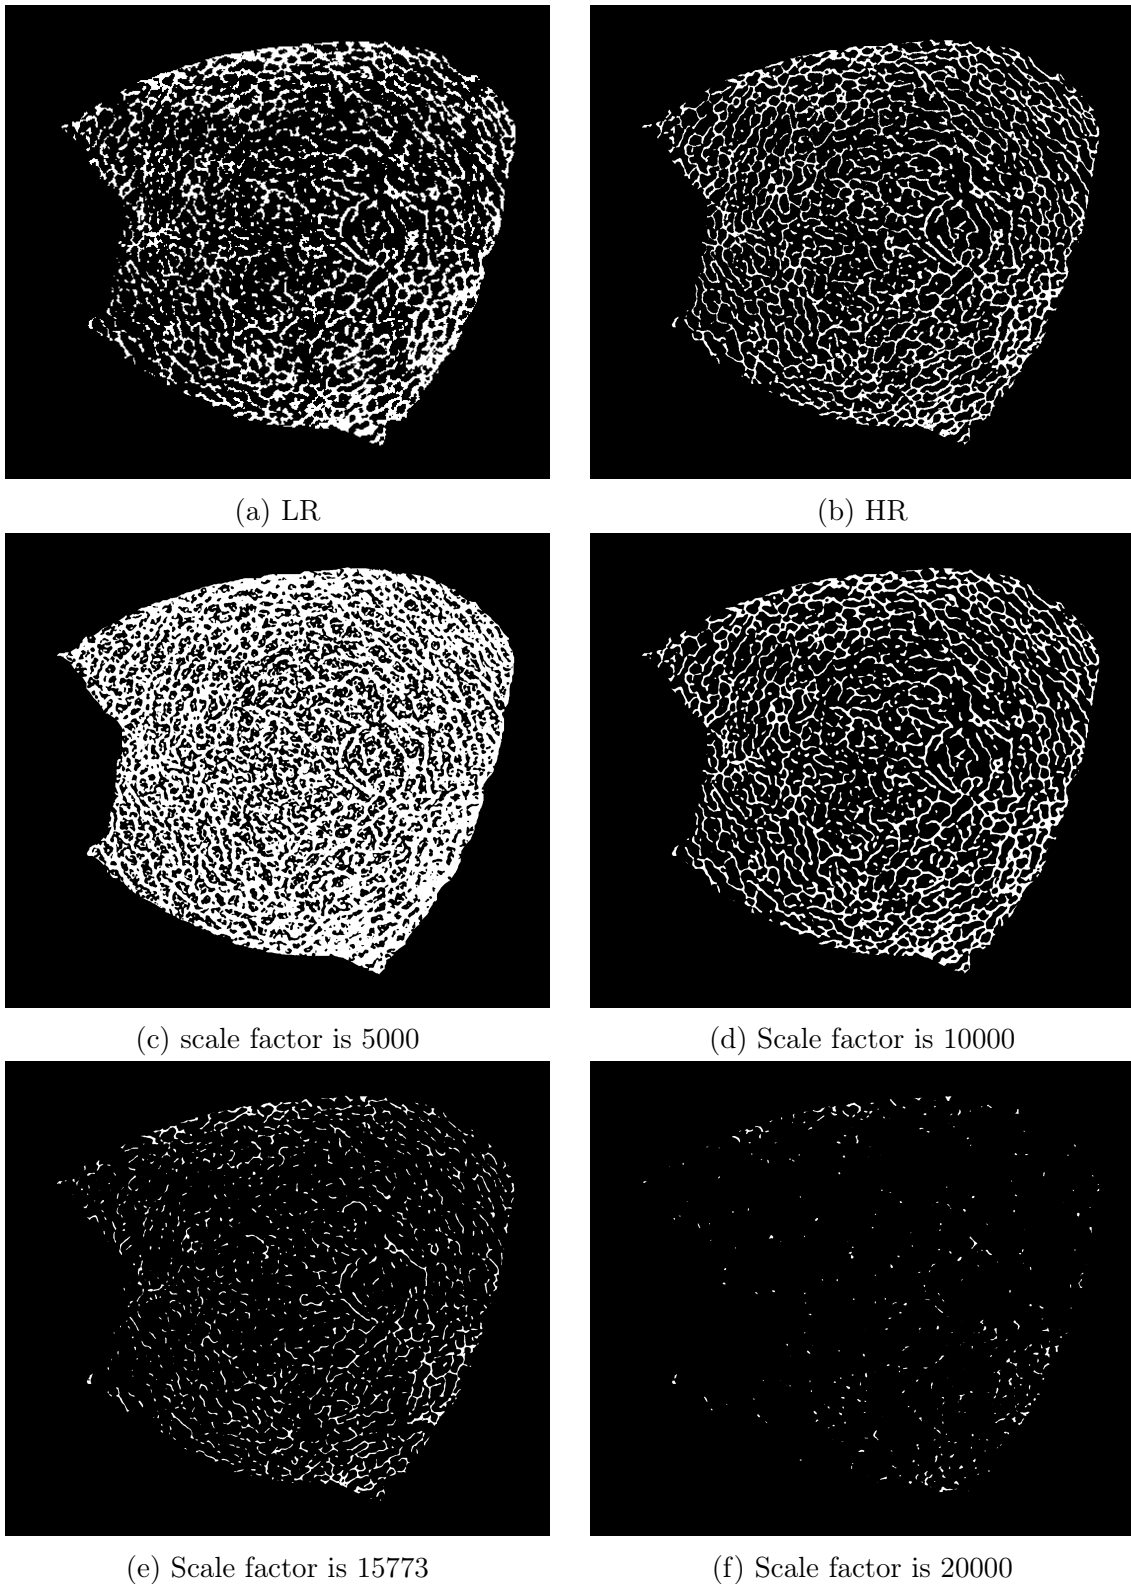 (a) LR
(b) HR
(c) scale factor is 5000
(d) Scale factor is 10000
(e) Scale factor is 15773
(f) Scale factor is 20000